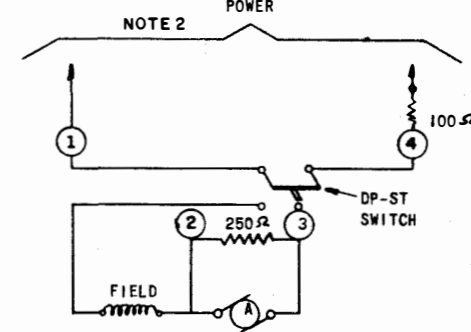 POWER
NOTE 2
100Ω
1
4
DP-ST
SWITCH
2
250Ω
3
FIELD
A